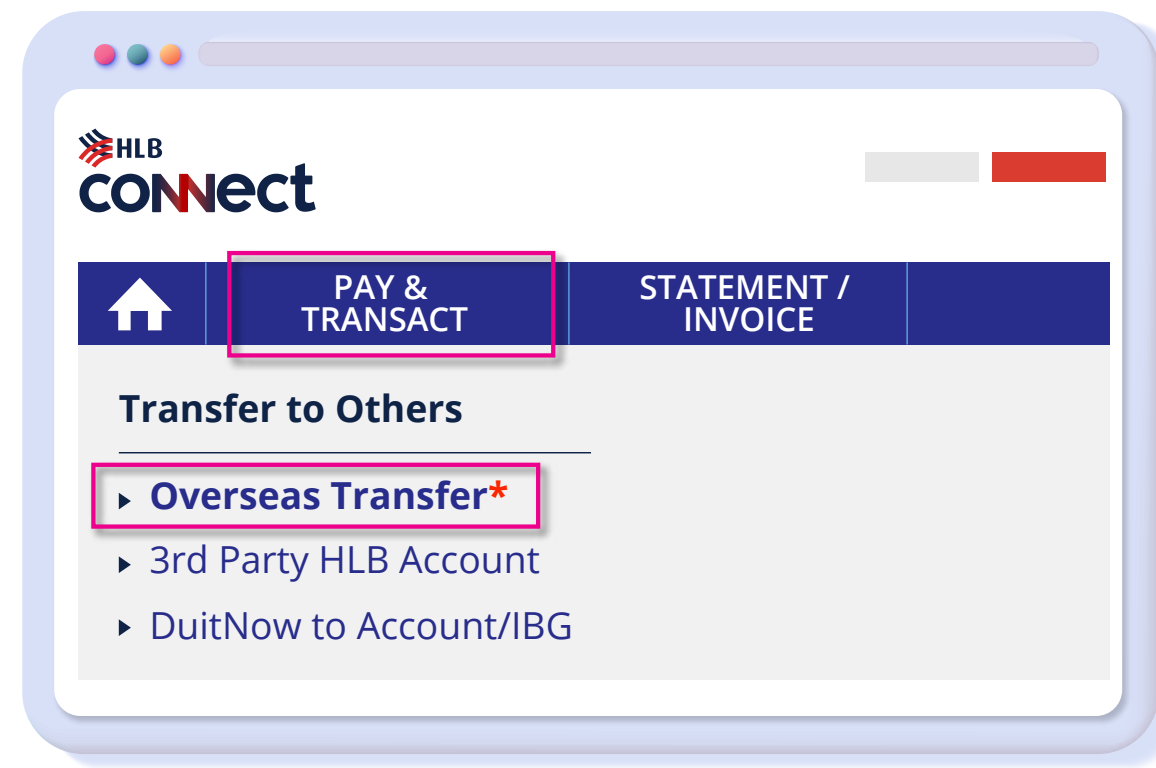 HLB
CONNect
PAY &
TRANSACT
STATEMENT /
INVOICE
Transfer to Others
Overseas Transfer*
3rd Party HLB Account
DuitNow to Account/IBG